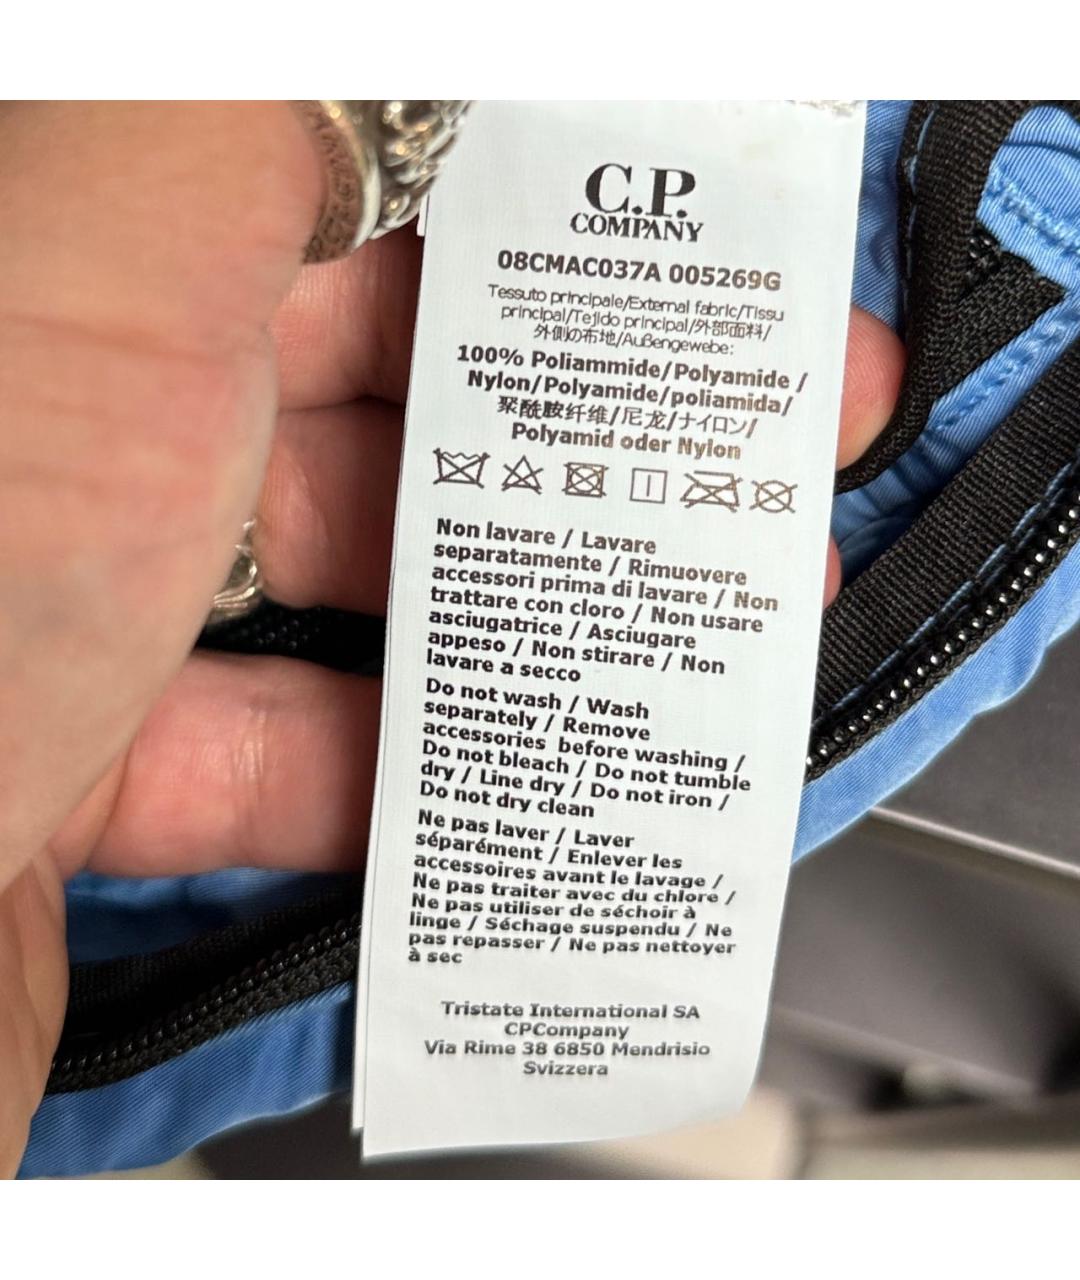 C.P.
COMPANY
08CMAC037A 005269G
Tessuto principale/External fabric/Tissu
principal/Tejido principal/外部面料/
外側の布地/Außengewebe:
100% Poliammide/Polyamide /
Nylon/Polyamide/poliamida/
聚酰胺纤维/尼龙/ナイロン/
Polyamid oder Nylon
Non lavare / Lavare
separatamente / Rimuovere
accessori prima di lavare / Non
trattare con cloro / Non usare
asciugatrice / Asciugare
appeso / Non stirare / Non
lavare a secco
Do not wash / Wash
separately / Remove
accessories before washing /
Do not bleach / Do not tumble
dry / Line dry / Do not iron /
Do not dry clean
Ne pas laver / Laver
séparément / Enlever les
accessoires avant le lavage /
Ne pas traiter avec du chlore /
Ne pas utiliser de séchoir à
linge / Séchage suspendu / Ne
pas repasser / Ne pas nettoyer
à sec
Tristate International SA
CPCompany
Via Rime 38 6850 Mendrisio
Svizzera